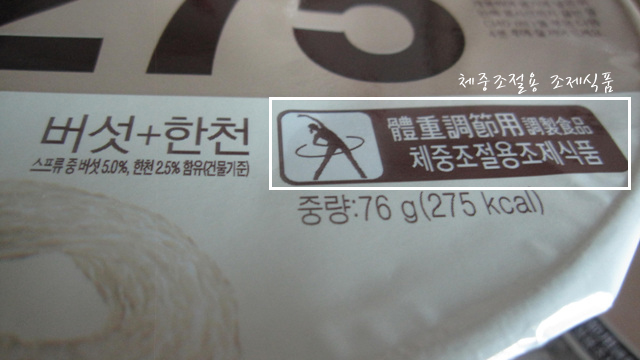 275
체중조절용 조제식품
버섯+한천
스프류 중 버섯 5.0%, 한천 2.5% 함유(건물기준)
體重調節用 調製食品
체중조절용조제식품
중량:76 g(275 kcal)